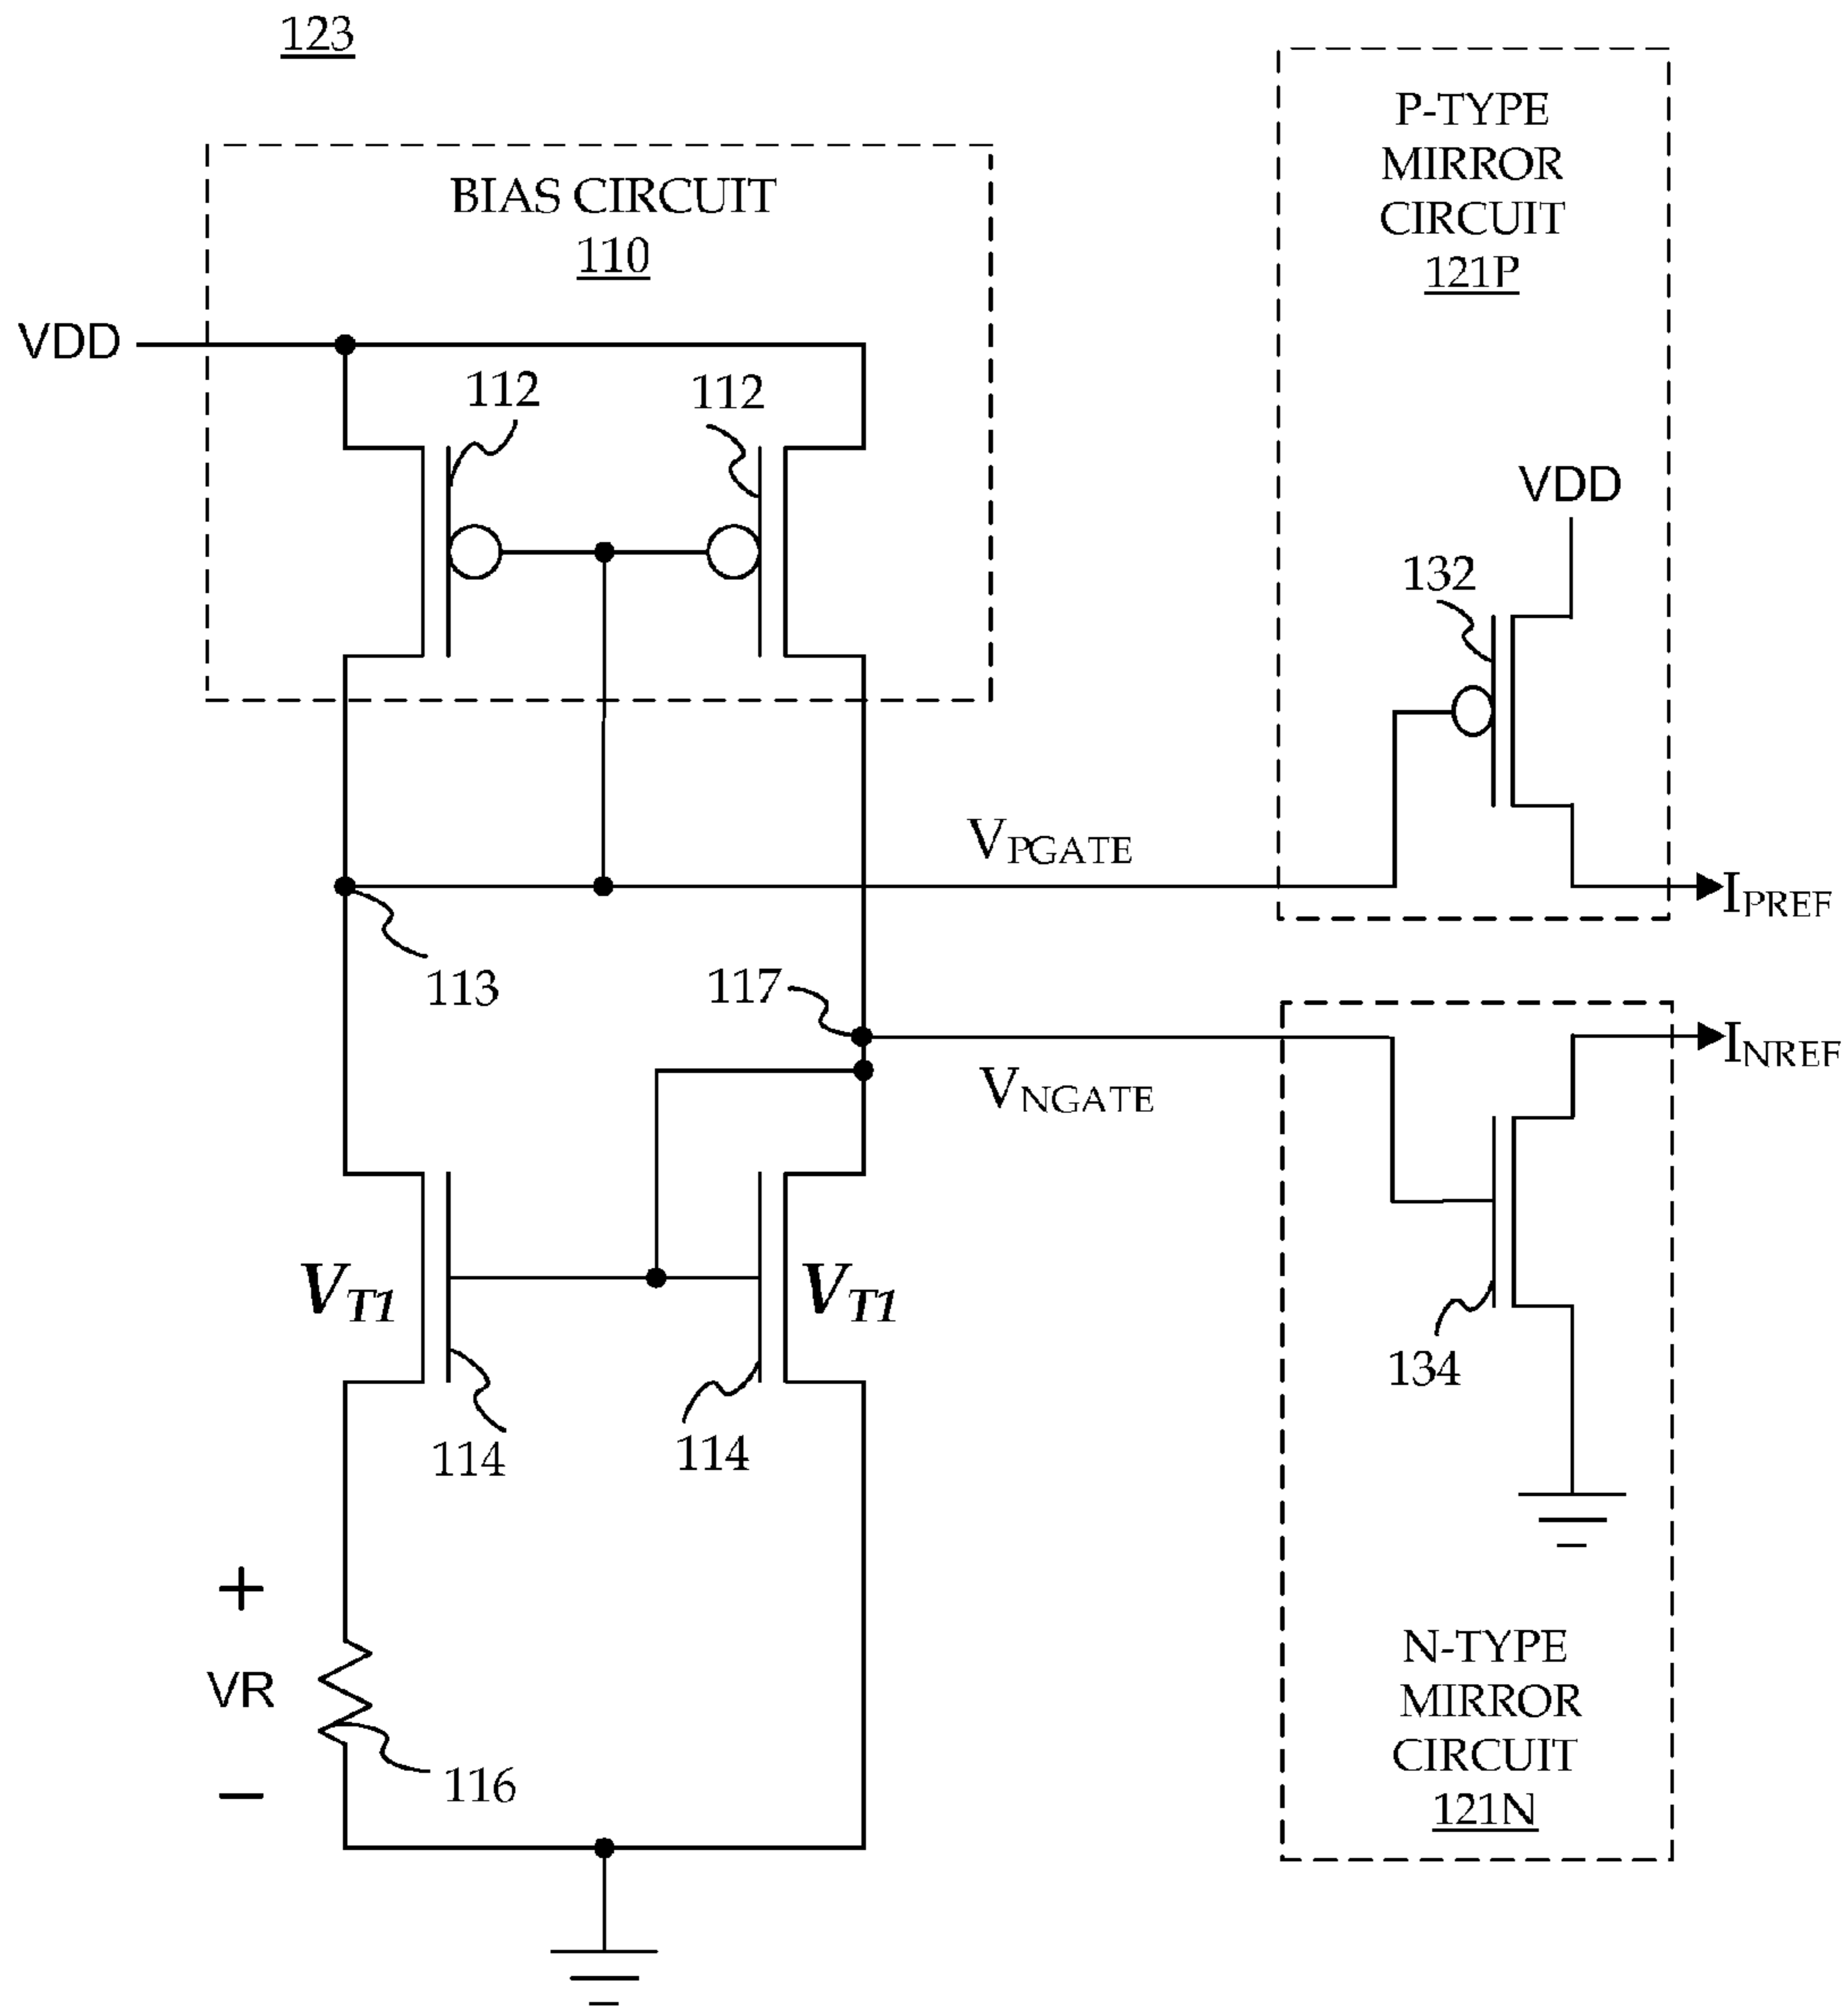 123
BIAS CIRCUIT
110
P-TYPE
MIRROR
CIRCUIT
121P
VDD
112
112
VDD
132
VPGATE
IPREF
113
117
INREF
VNGATE
VT1
VT1
134
114
114
+
VR
−
116
N-TYPE
MIRROR
CIRCUIT
121N